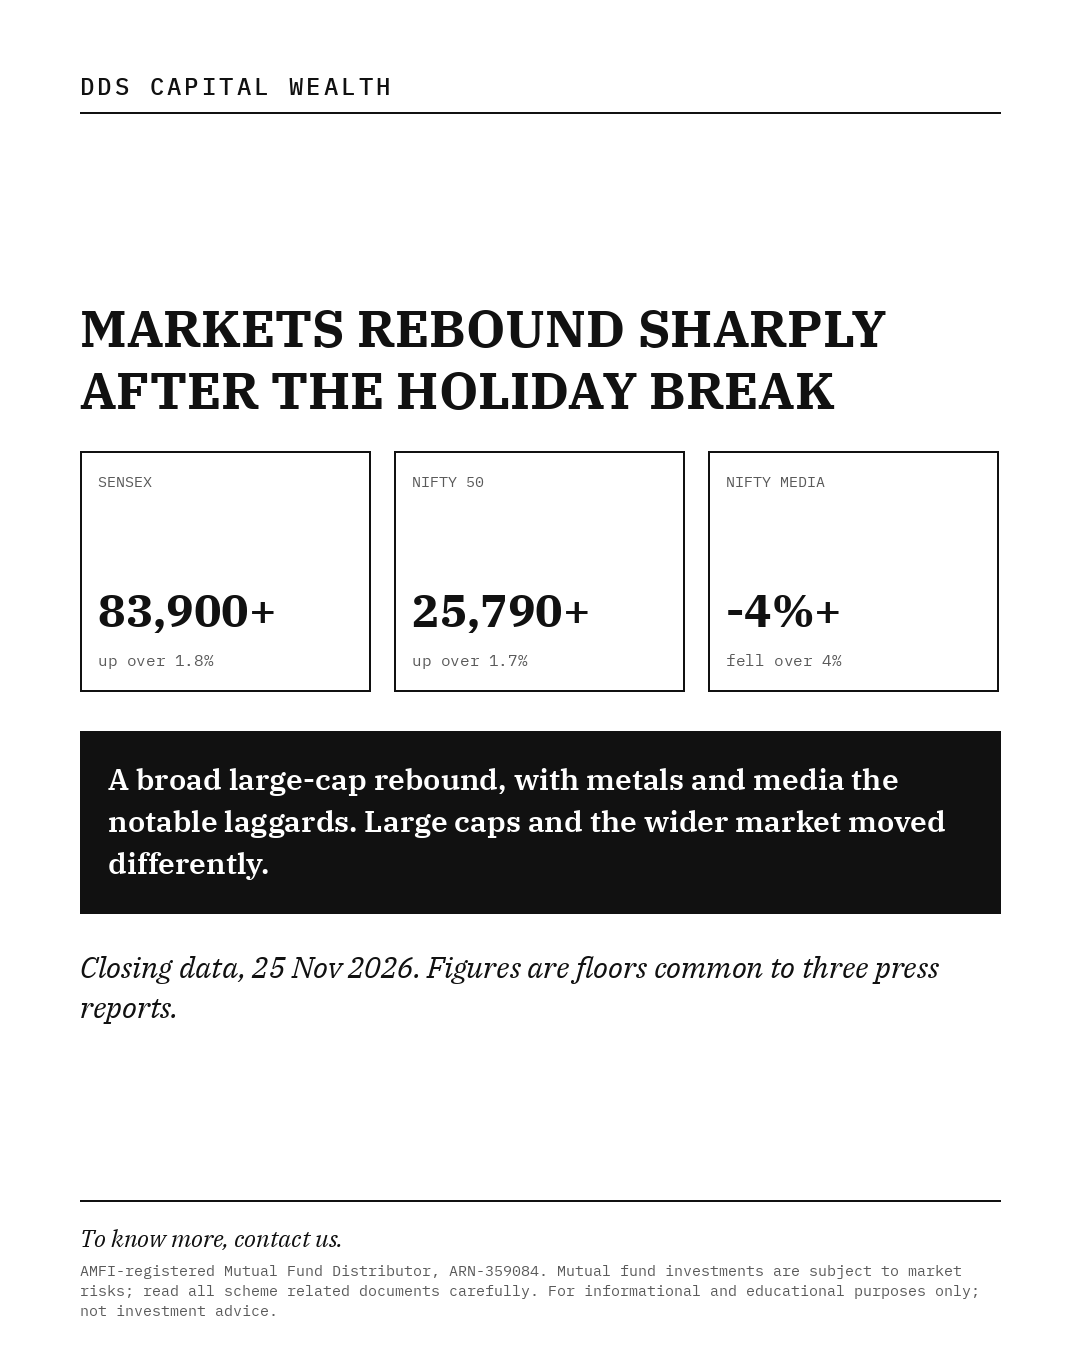 DDS CAPITAL WEALTH
MARKETS REBOUND SHARPLY
AFTER THE HOLIDAY BREAK
SENSEX
83,900+
up over 1.8%
NIFTY 50
25,790+
up over 1.7%
NIFTY MEDIA
-4%+
fell over 4%
A broad large-cap rebound, with metals and media the
notable laggards. Large caps and the wider market moved
differently.
Closing data, 25 Nov 2026. Figures are floors common to three press
reports.
To know more, contact us.
AMFI-registered Mutual Fund Distributor, ARN-359084. Mutual fund investments are subject to market
risks; read all scheme related documents carefully. For informational and educational purposes only;
not investment advice.